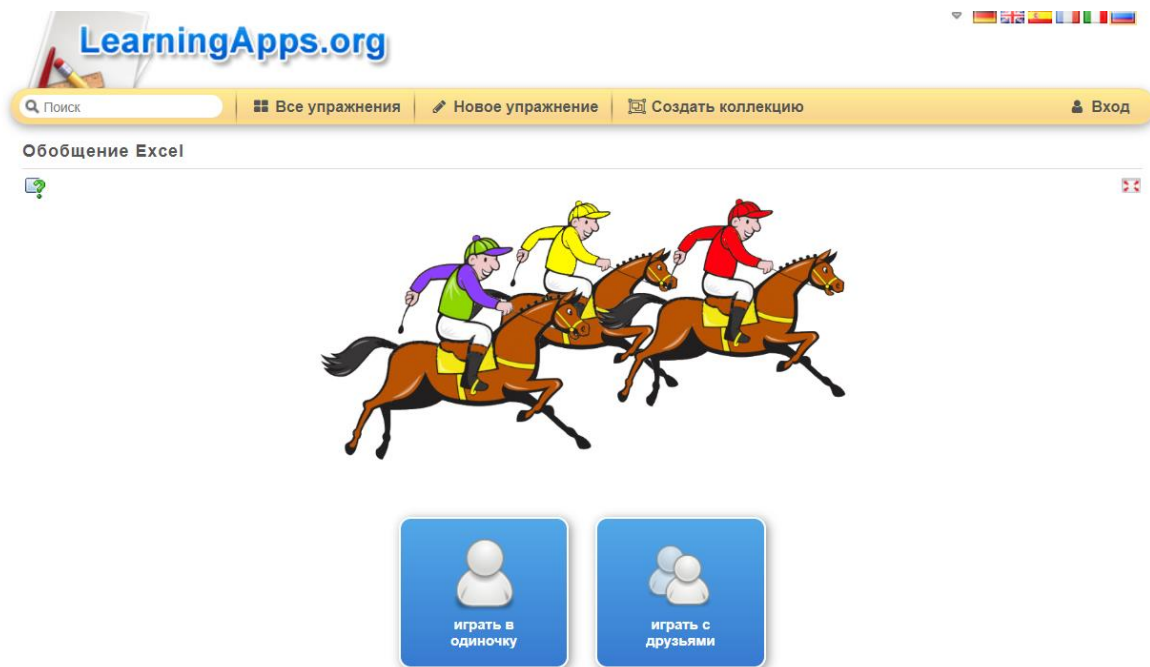 LearningApps.org
Поиск
Все упражнения
Новое упражнение
Создать коллекцию
Вход
Обобщение Excel
играть в
одиночку
играть с
друзьями